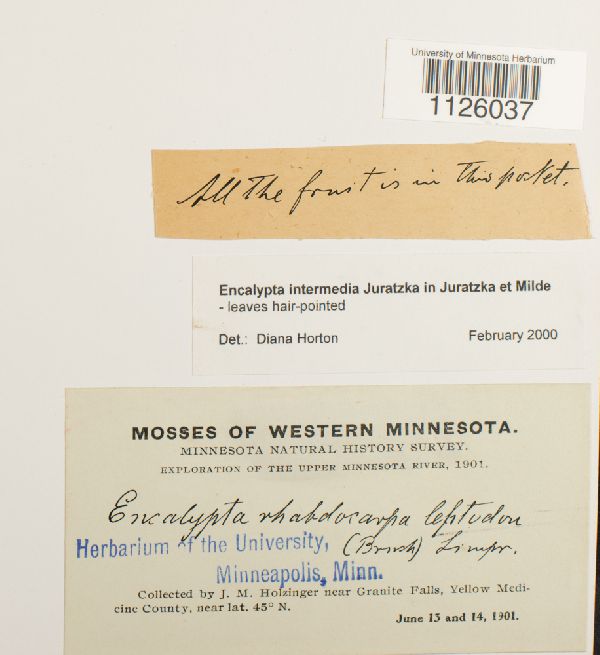 University of Minnesota Herbarium
1126037
All the fruit is in this pocket.
Encalypta intermedia Juratzka in Juratzka et Milde
- leaves hair-pointed
Det.: Diana Horton February 2000
MOSSES OF WESTERN MINNESOTA.
MINNESOTA NATURAL HISTORY SURVEY.
EXPLORATION OF THE UPPER MINNESOTA RIVER, 1901.
Encalypta rhabdocarpa leptodon
(Bruch) Limpr.
Herbarium of the University,
Minneapolis, Minn.
Collected by J. M. Holzinger near Granite Falls, Yellow Medi-
cine County, near lat. 45° N.
June 13 and 14, 1901.